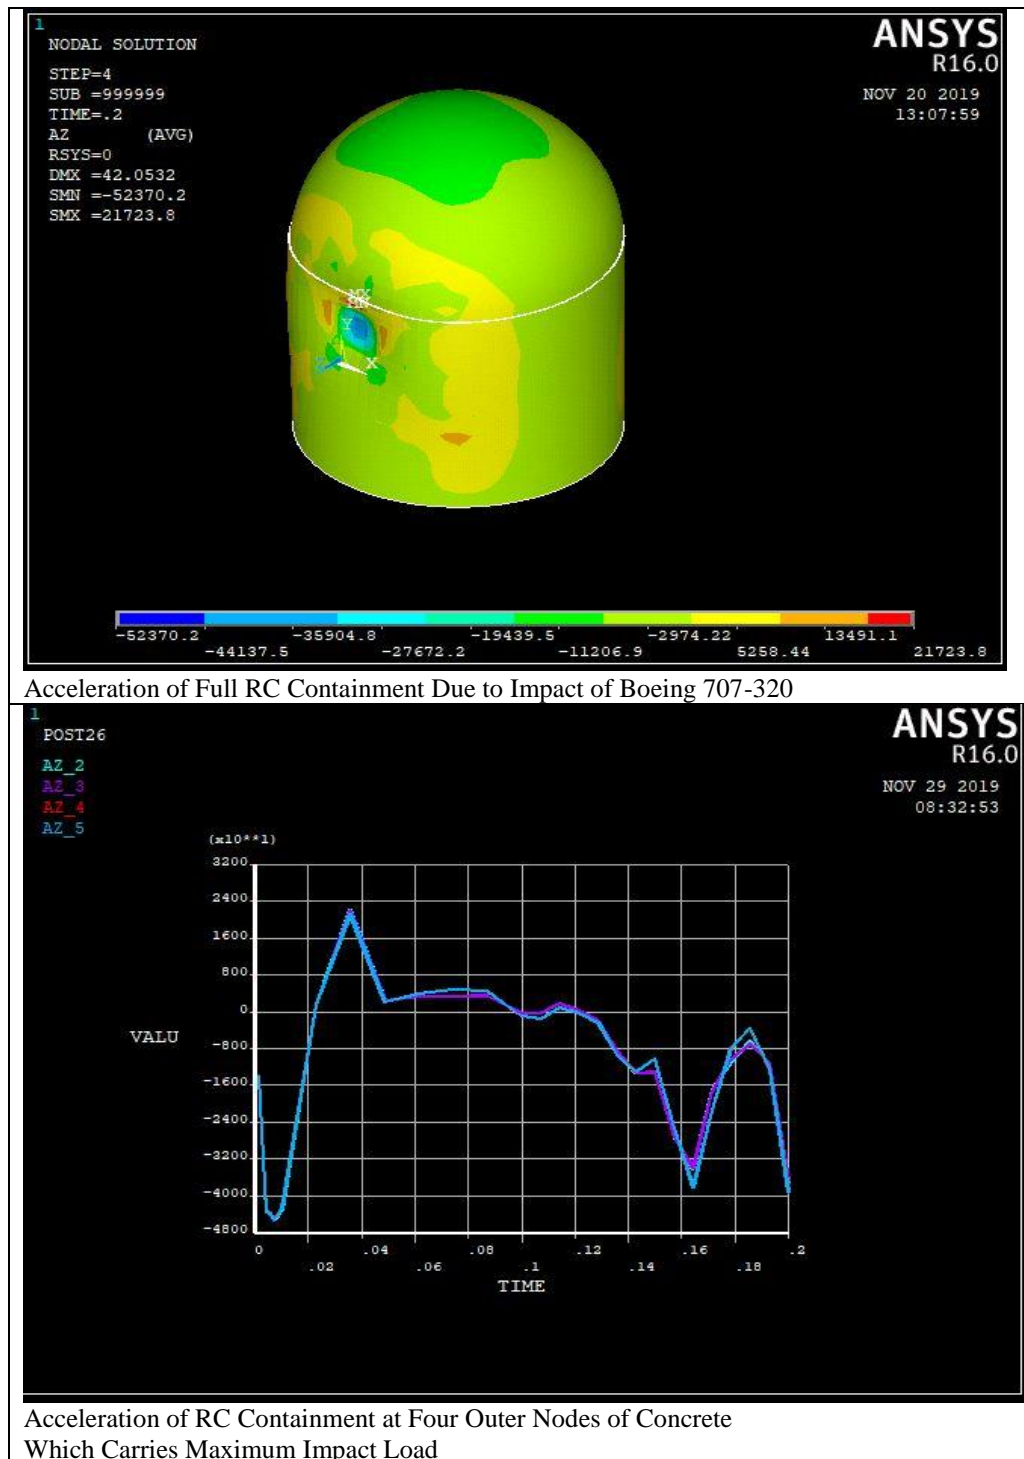 1
NODAL SOLUTION
STEP=4
SUB =999999
TIME=.2
AZ (AVG)
RSYS=0
DMX =42.0532
SMN =-52370.2
SMX =21723.8
ANSYS
R16.0
NOV 20 2019
13:07:59
MX
MN
Y
Z X
-52370.2 -35904.8 -19439.5 -2974.22 13491.1
-44137.5 -27672.2 -11206.9 5258.44 21723.8
Acceleration of Full RC Containment Due to Impact of Boeing 707-320
1
POST26
AZ_2
AZ_3
AZ_4
AZ_5
ANSYS
R16.0
NOV 29 2019
08:32:53
(x10**1)
3200
2400
1600
800
0
-800
-1600
-2400
-3200
-4000
-4800
VALU
0 .04 .08 .12 .16 .2
.02 .06 .1 .14 .18
TIME
Acceleration of RC Containment at Four Outer Nodes of Concrete
Which Carries Maximum Impact Load